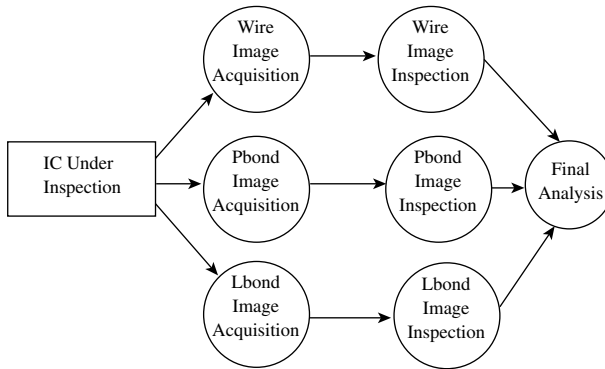 Wire
Image
Acquisition
Wire
Image
Inspection
IC Under
Inspection
Pbond
Image
Acquisition
Pbond
Image
Inspection
Final
Analysis
Lbond
Image
Acquisition
Lbond
Image
Inspection